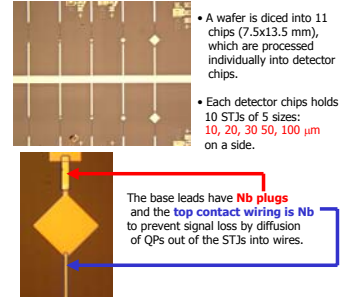 • A wafer is diced into 11
chips (7.5x13.5 mm),
which are processed
individually into detector
chips.
• Each detector chips holds
10 STJs of 5 sizes:
10, 20, 30 50, 100 μm
on a side.
The base leads have Nb plugs
and the top contact wiring is Nb
to prevent signal loss by diffusion
of QPs out of the STJs into wires.